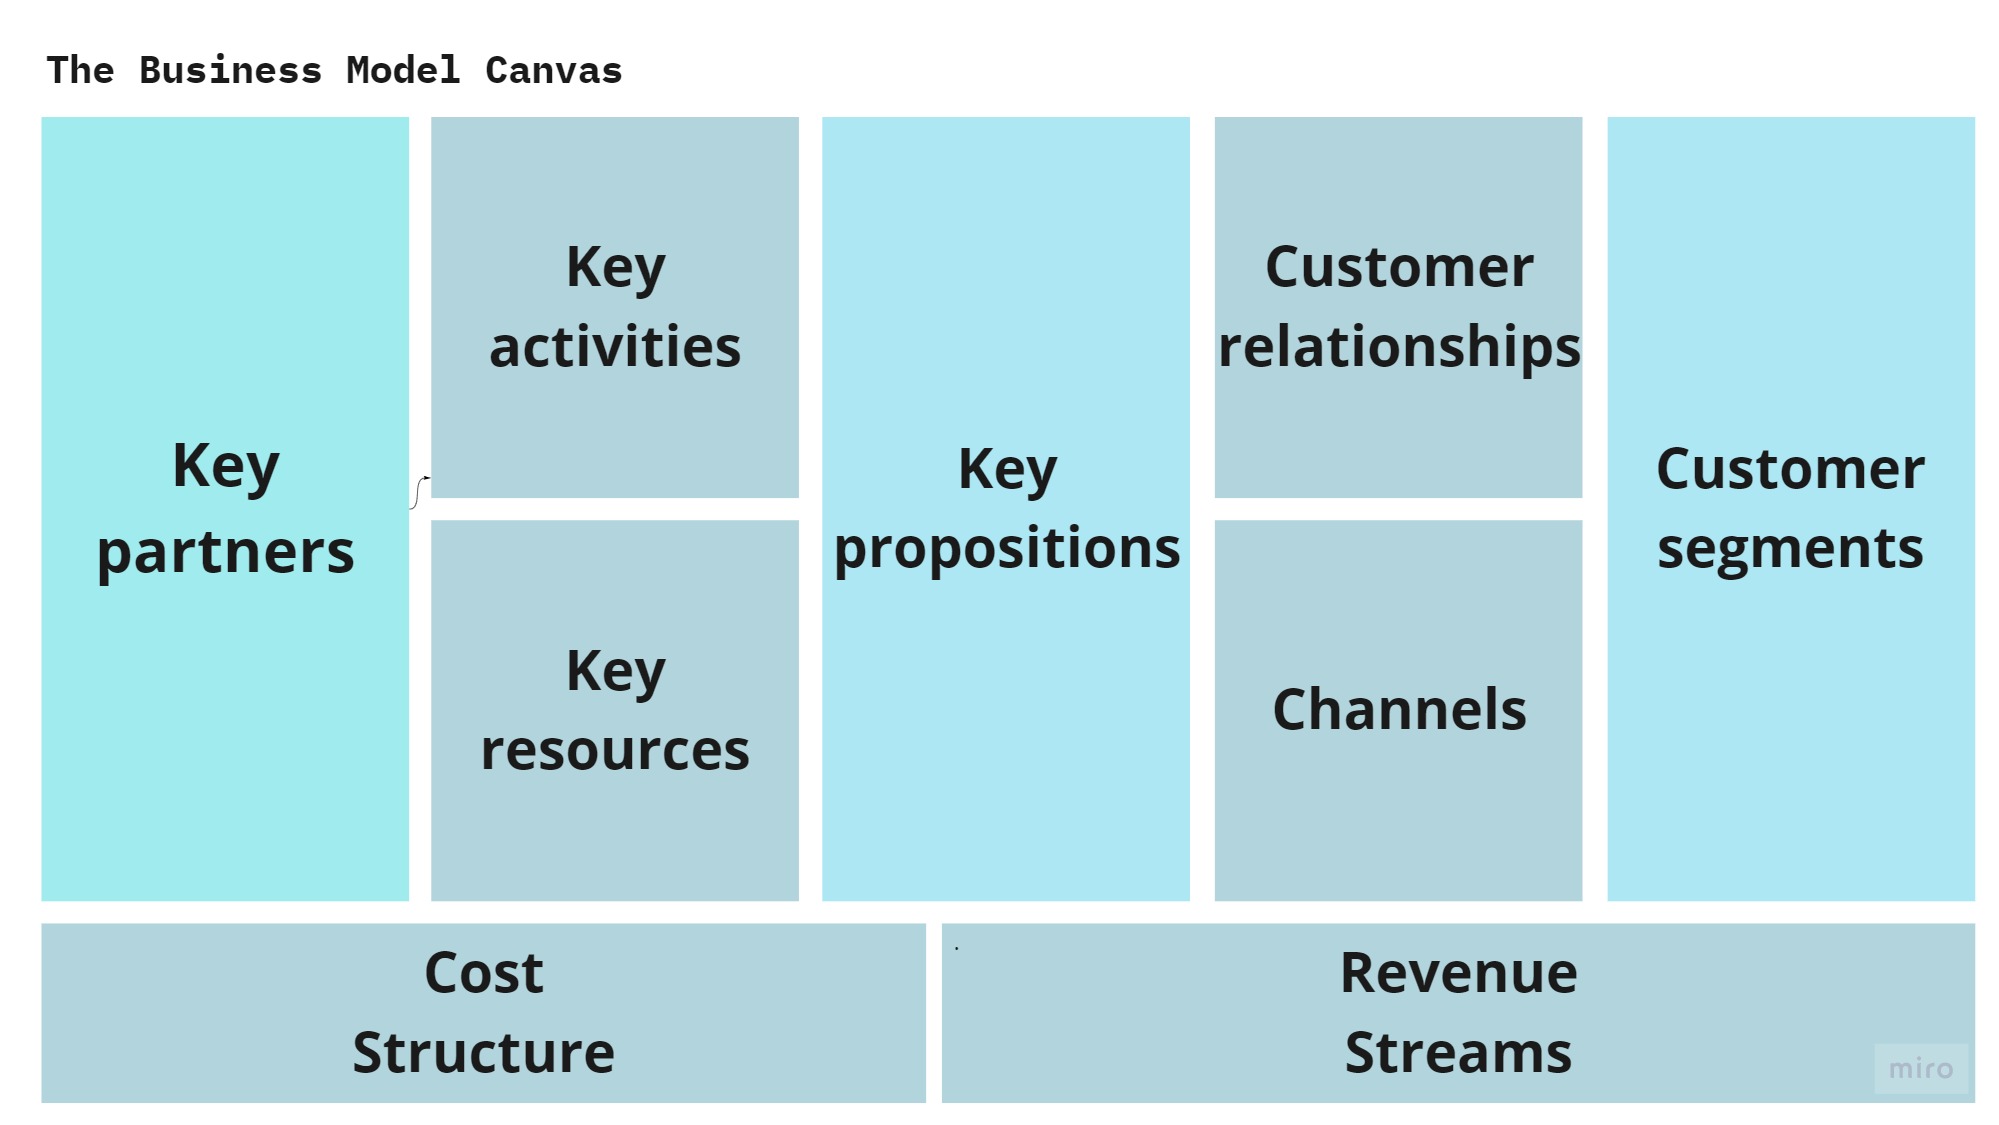 The Business Model Canvas
Key
partners
Key
activities
Key
resources
Key
propositions
Customer
relationships
Channels
Customer
segments
Cost
Structure
Revenue
Streams
miro